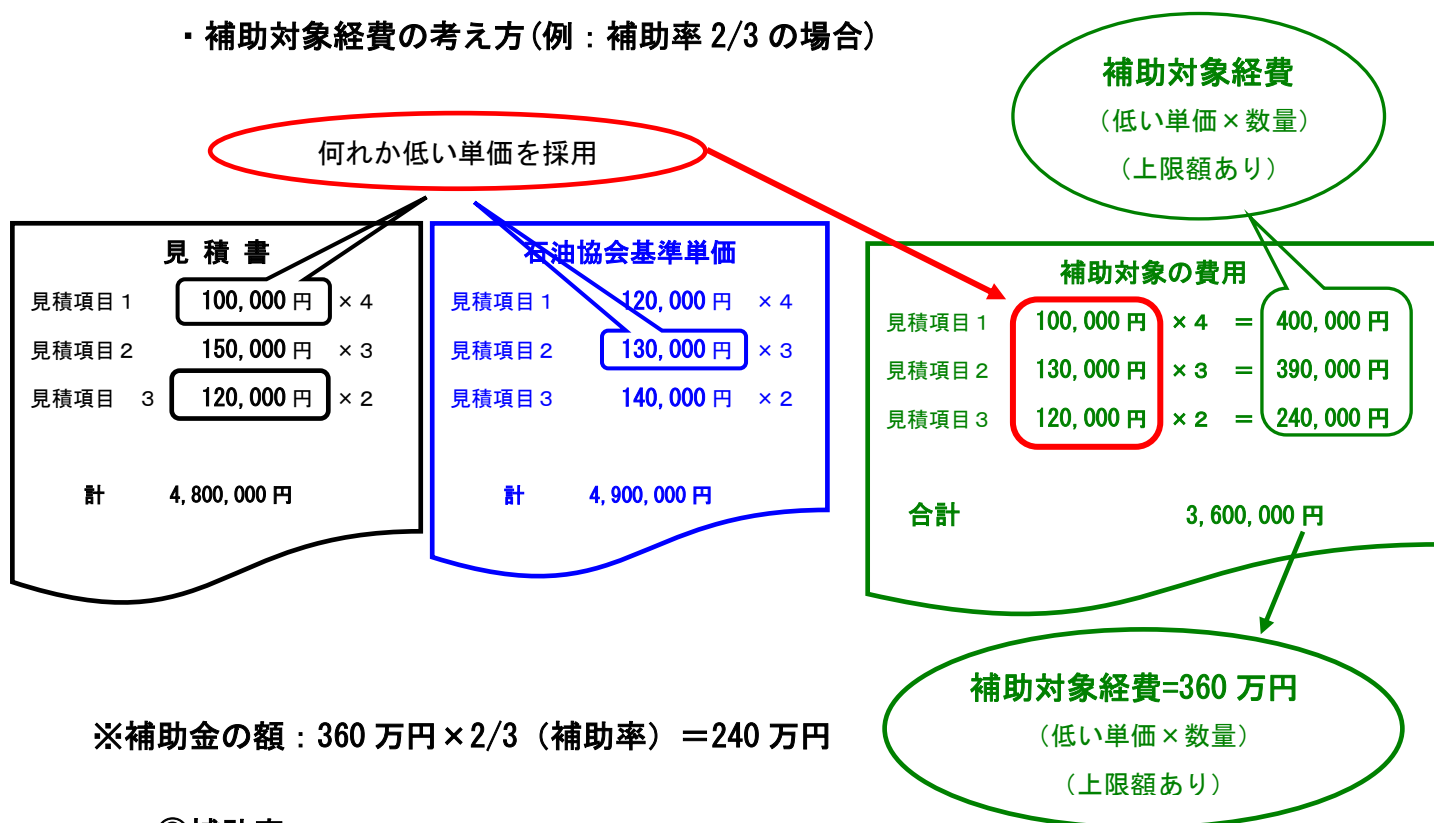 ・補助対象経費の考え方(例：補助率 2/3 の場合)
補助対象経費
（低い単価×数量）
（上限額あり）
何れか低い単価を採用
見 積 書
見積項目１ 100,000 円 ×４
見積項目２ 150,000 円 ×３
見積項目 ３ 120,000 円 ×２
計 4,800,000 円
石油協会基準単価
見積項目１ 120,000 円 ×４
見積項目２ 130,000 円 ×３
見積項目３ 140,000 円 ×２
計 4,900,000 円
補助対象の費用
見積項目１ 100,000 円 ×４ ＝ 400,000 円
見積項目２ 130,000 円 ×３ ＝ 390,000 円
見積項目３ 120,000 円 ×２ ＝ 240,000 円
合計 3,600,000 円
補助対象経費=360 万円
（低い単価×数量）
（上限額あり）
※補助金の額：360 万円×2/3（補助率）＝240 万円